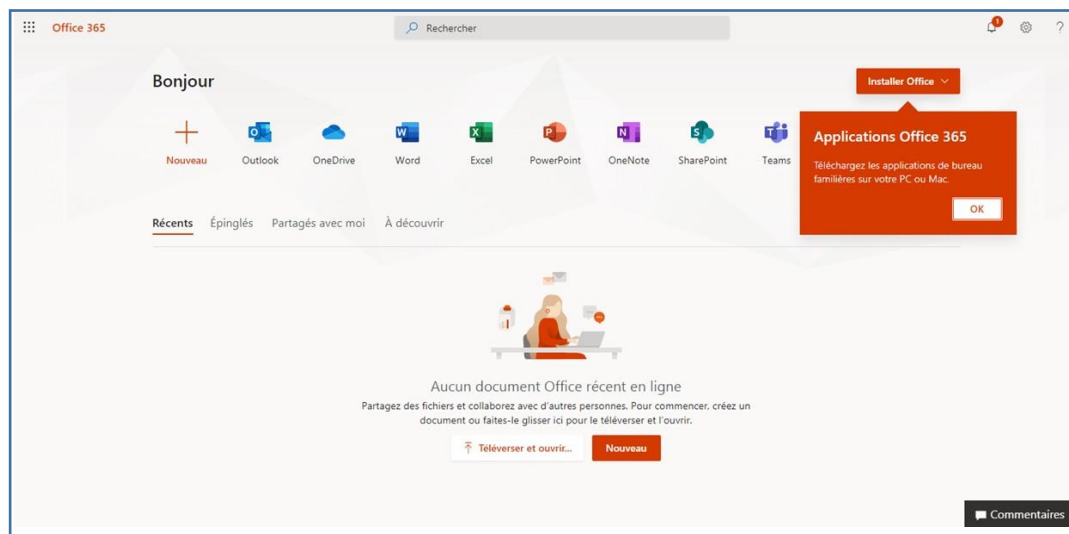 Office 365
Rechercher
1
?
Bonjour
Installer Office
Nouveau
Outlook
OneDrive
Word
Excel
PowerPoint
OneNote
SharePoint
Teams
Applications Office 365
Téléchargez les applications de bureau
familières sur votre PC ou Mac.
OK
Récents Épinglés Partagés avec moi À découvrir
Aucun document Office récent en ligne
Partagez des fichiers et collaborez avec d'autres personnes. Pour commencer, créez un
document ou faites-le glisser ici pour le téléverser et l'ouvrir.
Téléverser et ouvrir...
Nouveau
Commentaires